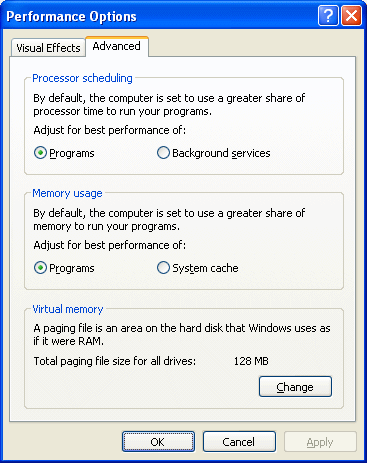 Performance Options
Visual Effects
Advanced
Processor scheduling
By default, the computer is set to use a greater share of
processor time to run your programs.
Adjust for best performance of:
Programs
Background services
Memory usage
By default, the computer is set to use a greater share of
memory to run your programs.
Adjust for best performance of:
Programs
System cache
Virtual memory
A paging file is an area on the hard disk that Windows uses as
if it were RAM.
Total paging file size for all drives: 128 MB
Change
OK
Cancel
Apply